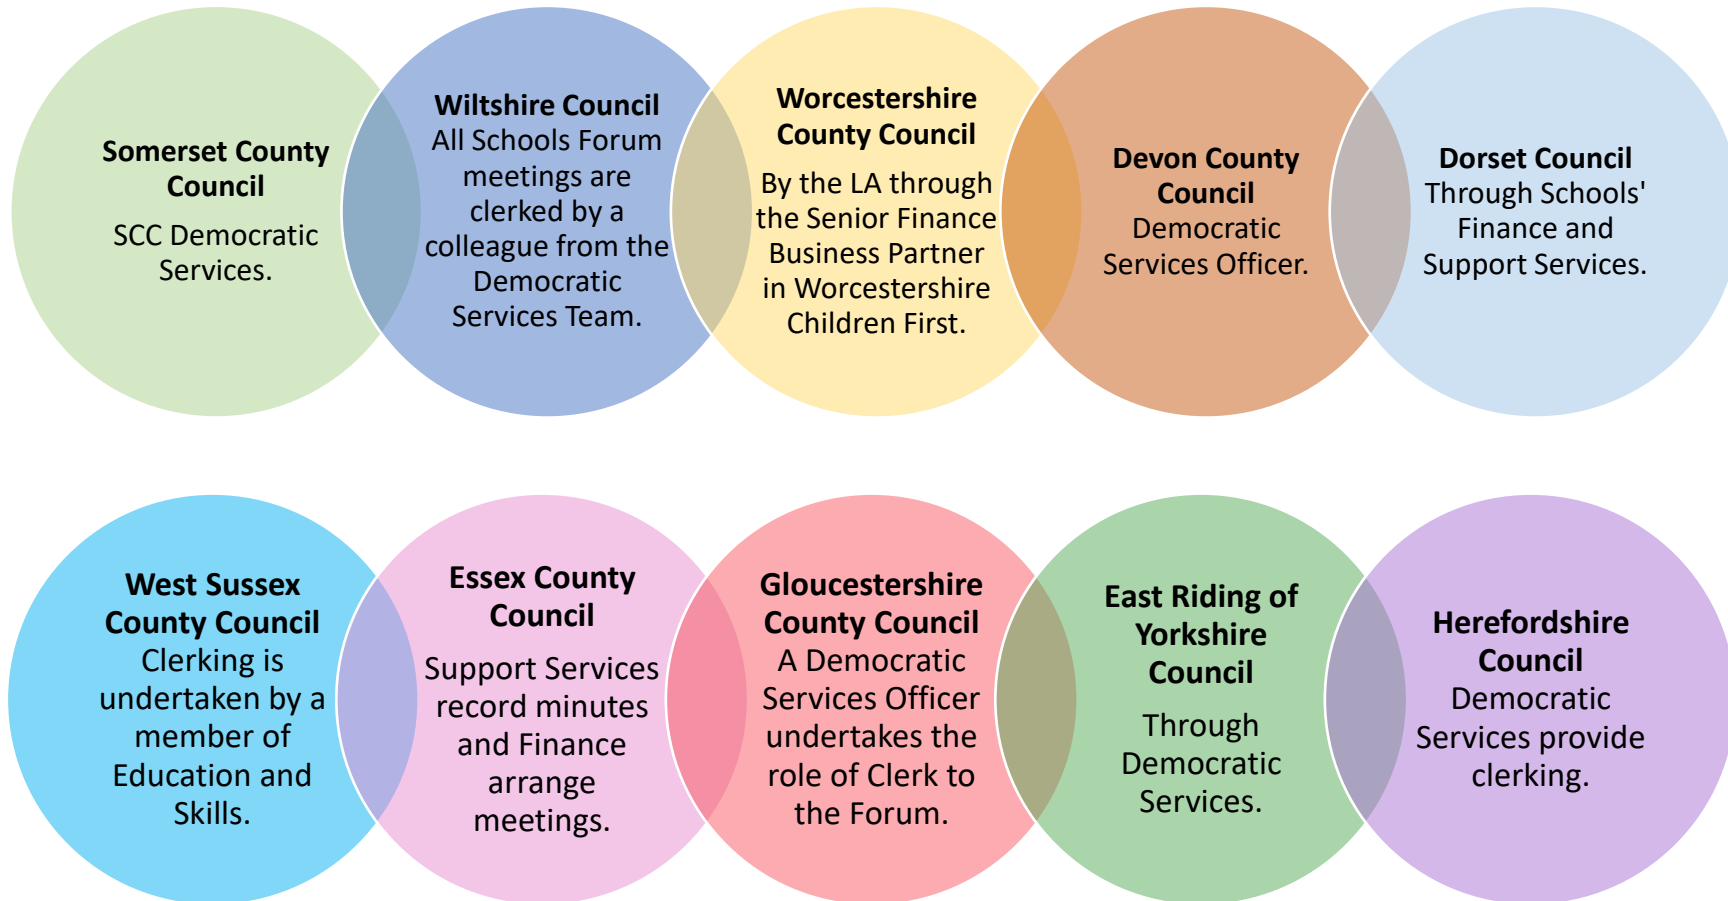 Somerset County
Council
SCC Democratic
Services.
Wiltshire Council
All Schools Forum
meetings are
clerked by a
colleague from the
Democratic
Services Team.
Worcestershire
County Council
By the LA through
the Senior Finance
Business Partner
in Worcestershire
Children First.
Devon County
Council
Democratic
Services Officer.
Dorset Council
Through Schools'
Finance and
Support Services.
West Sussex
County Council
Clerking is
undertaken by a
member of
Education and
Skills.
Essex County
Council
Support Services
record minutes
and Finance
arrange
meetings.
Gloucestershire
County Council
A Democratic
Services Officer
undertakes the
role of Clerk to
the Forum.
East Riding of
Yorkshire
Council
Through
Democratic
Services.
Herefordshire
Council
Democratic
Services provide
clerking.